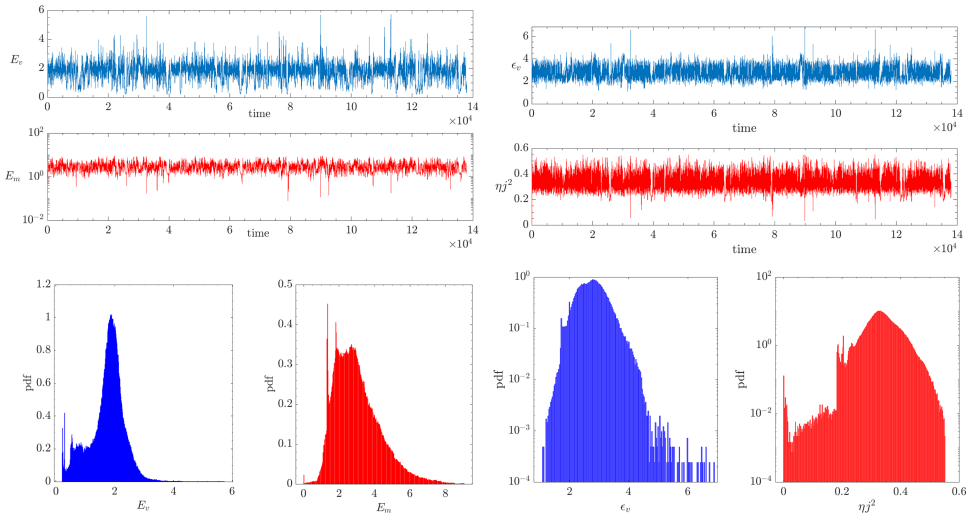 6
4
E_v
2
0
0 2 4 6 8 10 12 14
time
×10^4
10^2
E_m 10^0
10^-2
0 2 4 6 8 10 12 14
time
×10^4
6
ϵ_v 4
2
0
0 2 4 6 8 10 12 14
time
×10^4
0.6
0.4
ηj^2
0.2
0
0 2 4 6 8 10 12 14
time
×10^4
1.2
1
0.8
0.6
0.4
0.2
0
pdf
0 2 4 6
E_v
0.5
0.4
0.3
0.2
0.1
0
pdf
0 2 4 6 8
E_m
10^0
10^-1
10^-2
10^-3
10^-4
pdf
2 4 6
ϵ_v
10^2
10^0
10^-2
10^-4
pdf
0 0.2 0.4 0.6
ηj^2